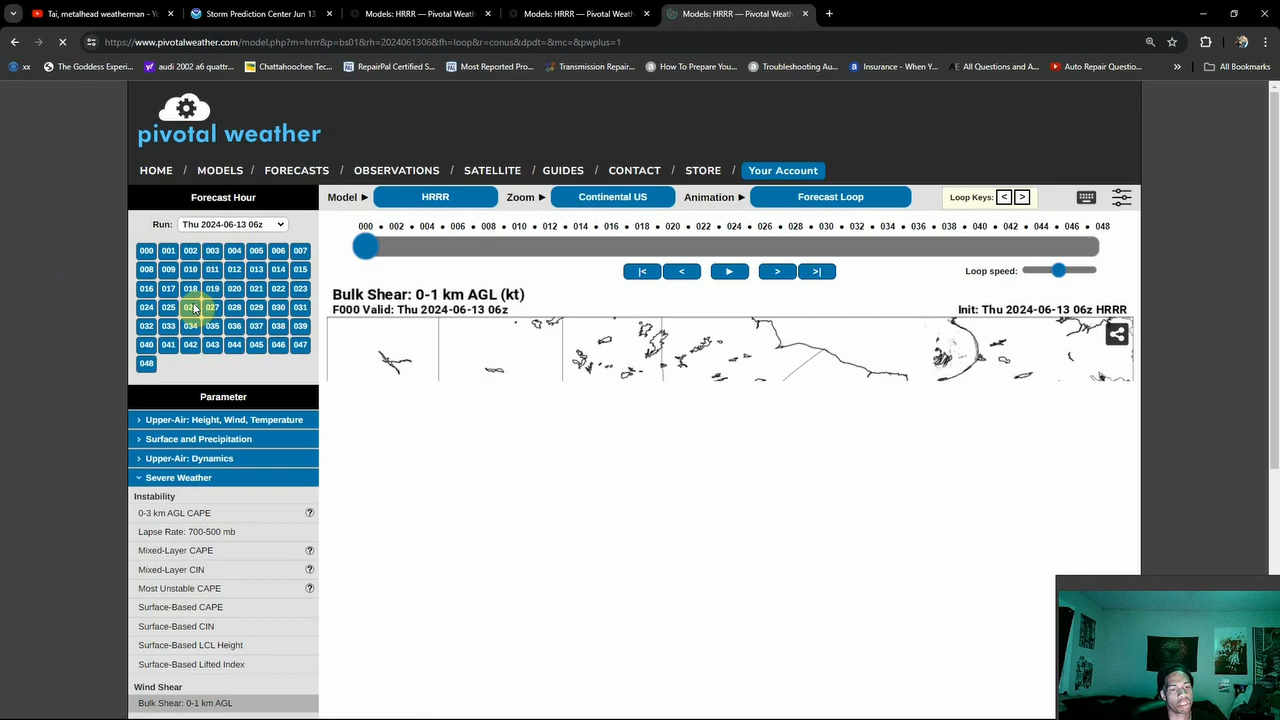 Tai, metalhead weatherman - Yo
Storm Prediction Center Jun 13,
Models: HRRR — Pivotal Weath
Models: HRRR — Pivotal Weath
Models: HRRR — Pivotal Weath
https://www.pivotalweather.com/model.php?m=hrrr&p=bs01&rh=2024061306&fh=loop&r=conus&dpdt=&mc=&pwplus=1
xx
The Goddess Experi...
audi 2002 a6 quattr...
Chattahoochee Tec...
RepairPal Certified S...
Most Reported Pro...
Transmission Repair...
How To Prepare You...
Troubleshooting Au...
Insurance - When Y...
All Questions and A...
Auto Repair Questio...
All Bookmarks
pivotal weather
HOME / MODELS / FORECASTS / OBSERVATIONS / SATELLITE / GUIDES / CONTACT / STORE / Your Account
Forecast Hour
Model ► HRRR Zoom ► Continental US Animation ► Forecast Loop Loop Keys: < >
Run: Thu 2024-06-13 06z
000 • 002 • 004 • 006 • 008 • 010 • 012 • 014 • 016 • 018 • 020 • 022 • 024 • 026 • 028 • 030 • 032 • 034 • 036 • 038 • 040 • 042 • 044 • 046 • 048
000 001 002 003 004 005 006 007
008 009 010 011 012 013 014 015
016 017 018 019 020 021 022 023
024 025 026 027 028 029 030 031
032 033 034 035 036 037 038 039
040 041 042 043 044 045 046 047
048
|< < ► > >| Loop speed:
Bulk Shear: 0-1 km AGL (kt)
F000 Valid: Thu 2024-06-13 06z
Init: Thu 2024-06-13 06z HRRR
Parameter
Upper-Air: Height, Wind, Temperature
Surface and Precipitation
Upper-Air: Dynamics
Severe Weather
Instability
0-3 km AGL CAPE ?
Lapse Rate: 700-500 mb
Mixed-Layer CAPE ?
Mixed-Layer CIN ?
Most Unstable CAPE ?
Surface-Based CAPE
Surface-Based CIN
Surface-Based LCL Height
Surface-Based Lifted Index
Wind Shear
Bulk Shear: 0-1 km AGL